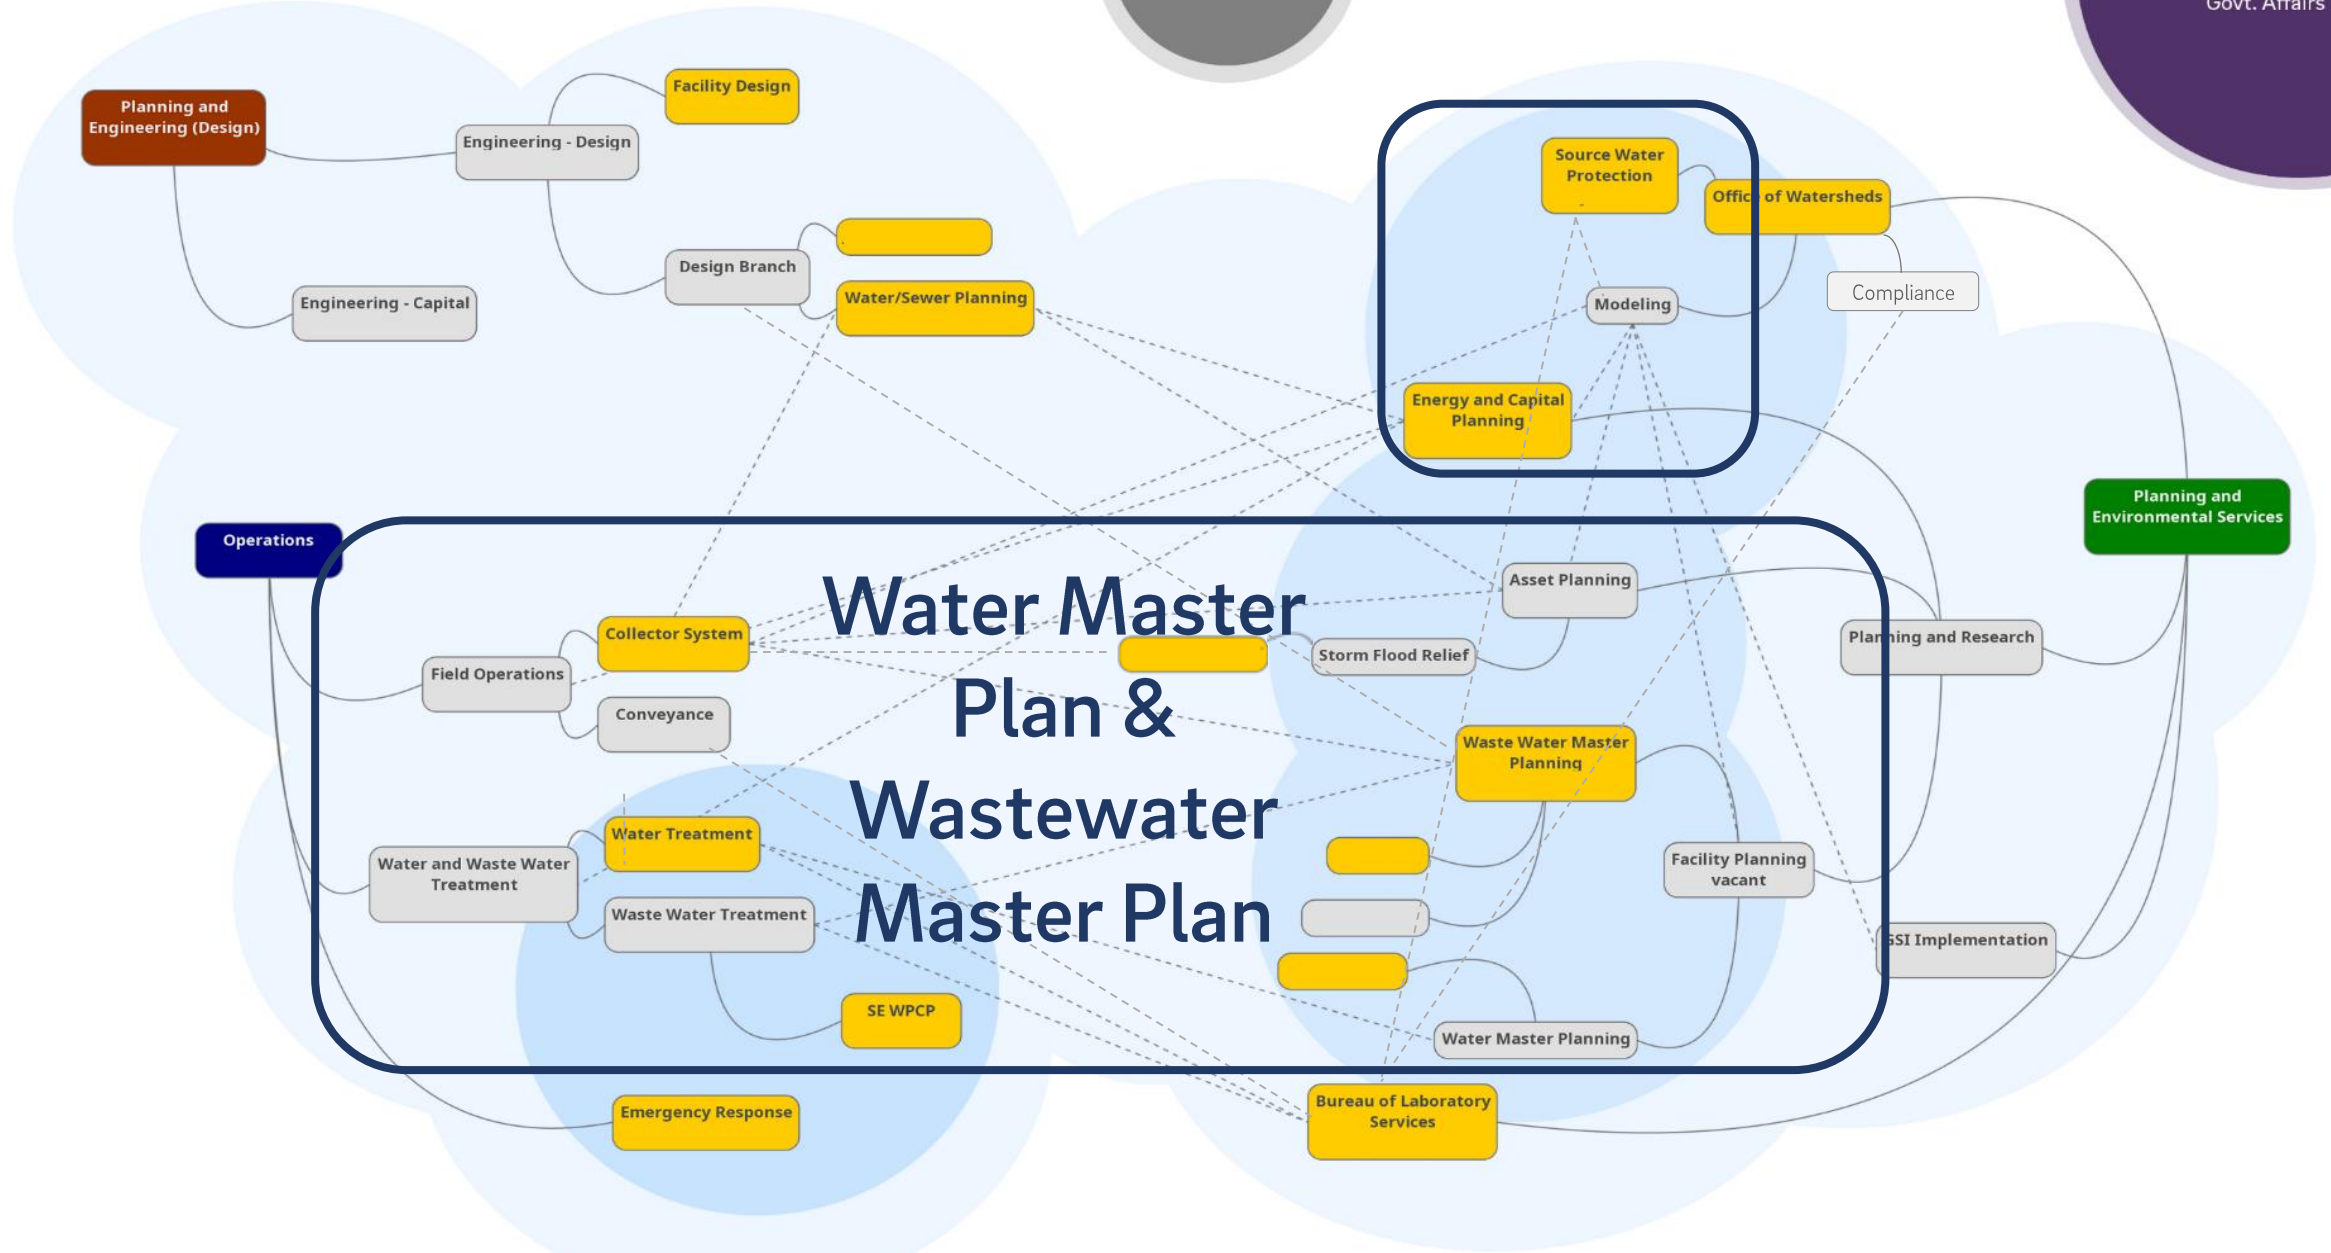 Govt. Affairs
Planning and
Engineering (Design)
Facility Design
Engineering - Design
Design Branch
Water/Sewer Planning
Engineering - Capital
Source Water
Protection
Office of Watersheds
Compliance
Modeling
Energy and Capital
Planning
Planning and
Environmental Services
Operations
Water Master
Plan &
Wastewater
Master Plan
Collector System
Field Operations
Conveyance
Asset Planning
Storm Flood Relief
Planning and Research
Waste Water Master
Planning
Water Treatment
Water and Waste Water
Treatment
Waste Water Treatment
Facility Planning
vacant
GSI Implementation
SE WPCP
Water Master Planning
Emergency Response
Bureau of Laboratory
Services